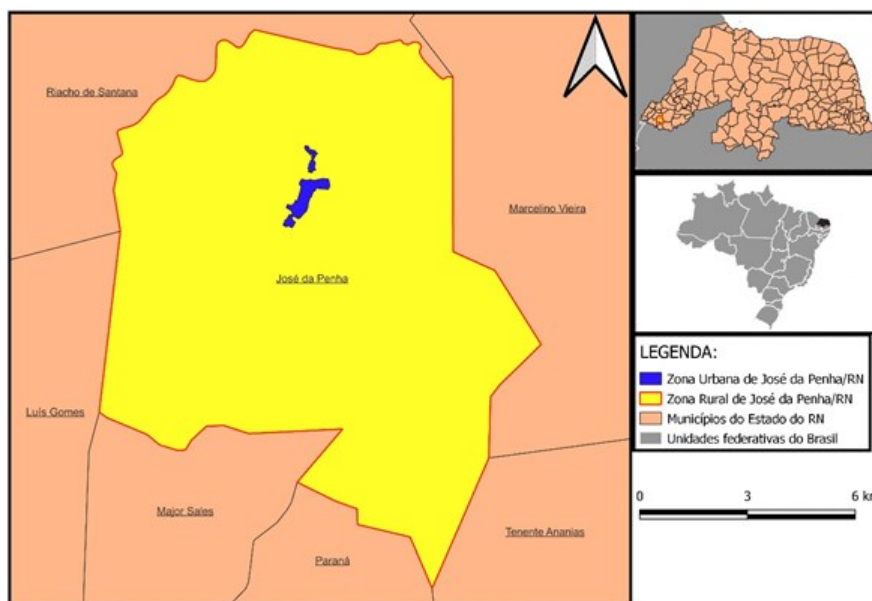 Riacho de Santana
Marcelino Vieira
José da Penha
Luís Gomes
Major Sales
Tenente Ananias
Paraná
LEGENDA:
Zona Urbana de José da Penha/RN
Zona Rural de José da Penha/RN
Municípios do Estado do RN
Unidades federativas do Brasil
0 3 6 km